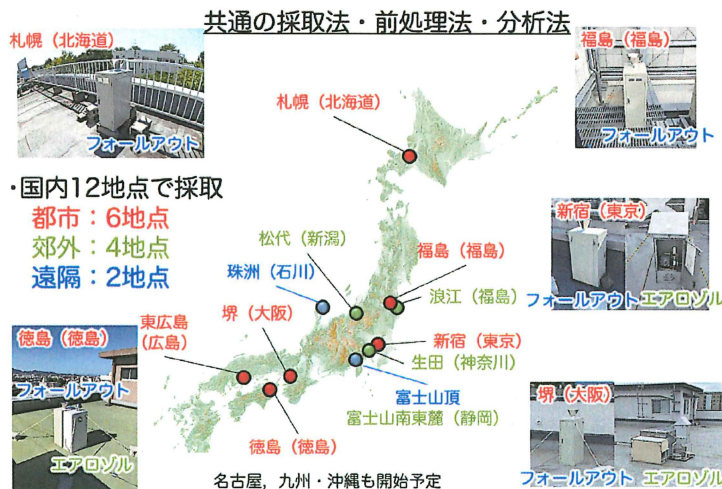 共通の採取法・前処理法・分析法
札幌（北海道）
フォールアウト
福島（福島）
フォールアウト
札幌（北海道）
・国内12地点で採取
都市：6地点
郊外：4地点
遠隔：2地点
松代（新潟）
珠洲（石川）
福島（福島）
浪江（福島）
新宿（東京）
フォールアウト
エアロゾル
徳島（徳島）
フォールアウト
エアロゾル
東広島
（広島）
堺（大阪）
新宿（東京）
生田（神奈川）
富士山頂
富士山南東麓（静岡）
徳島（徳島）
堺（大阪）
フォールアウト
エアロゾル
名古屋，九州・沖縄も開始予定